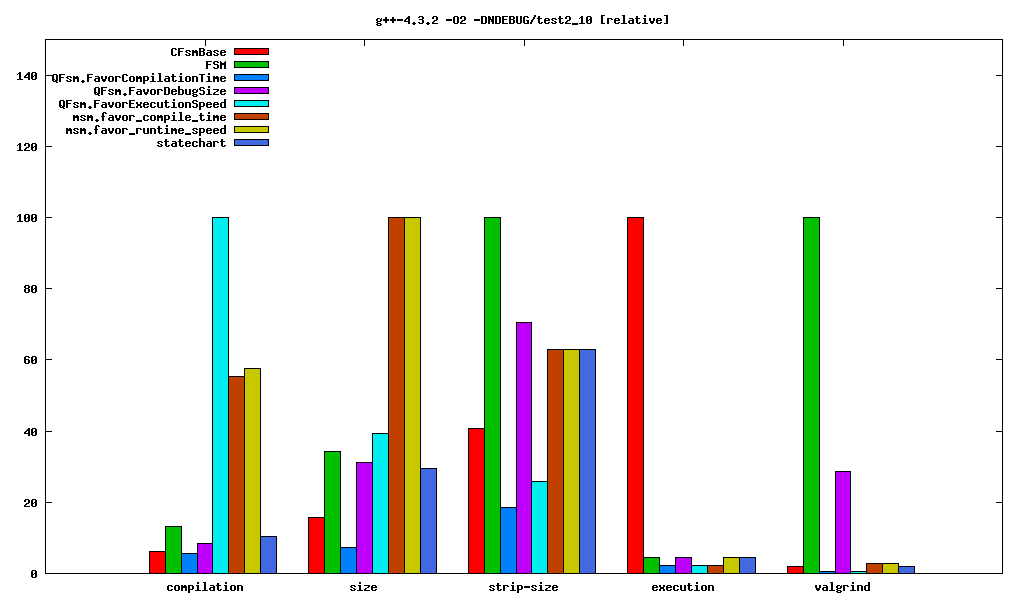 g++-4.3.2 -O2 -DNDEBUG/test2_10 [relative]
CFsmBase
FSM
QFsm.FavorCompilationTime
QFsm.FavorDebugSize
QFsm.FavorExecutionSpeed
msm.favor_compile_time
msm.favor_runtime_speed
statechart
140
120
100
80
60
40
20
0
compilation size strip-size execution valgrind